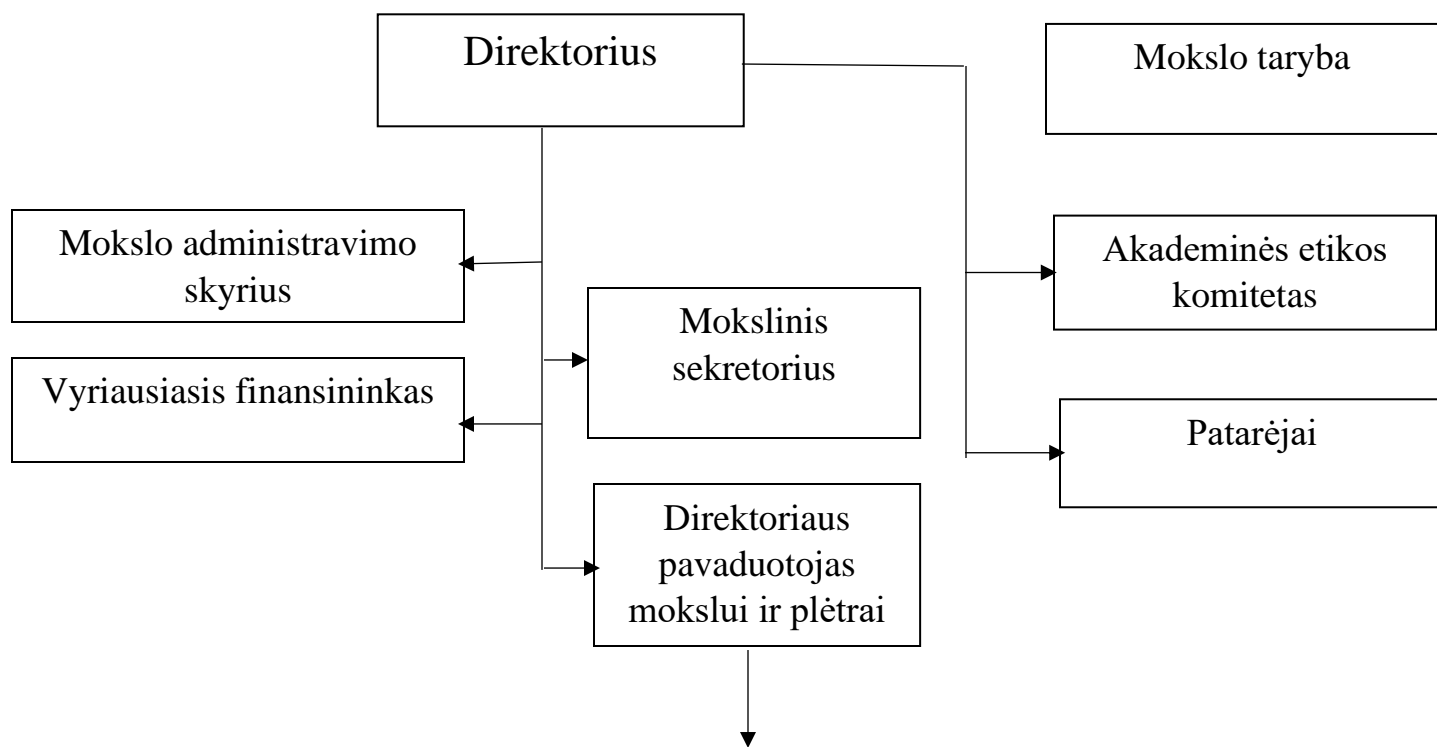 Direktorius
Mokslo taryba
Mokslo administravimo
skyrius
Akademinės etikos
komitetas
Mokslinis
sekretorius
Vyriausiasis finansininkas
Patarėjai
Direktoriaus
pavaduotojas
mokslui ir plėtrai